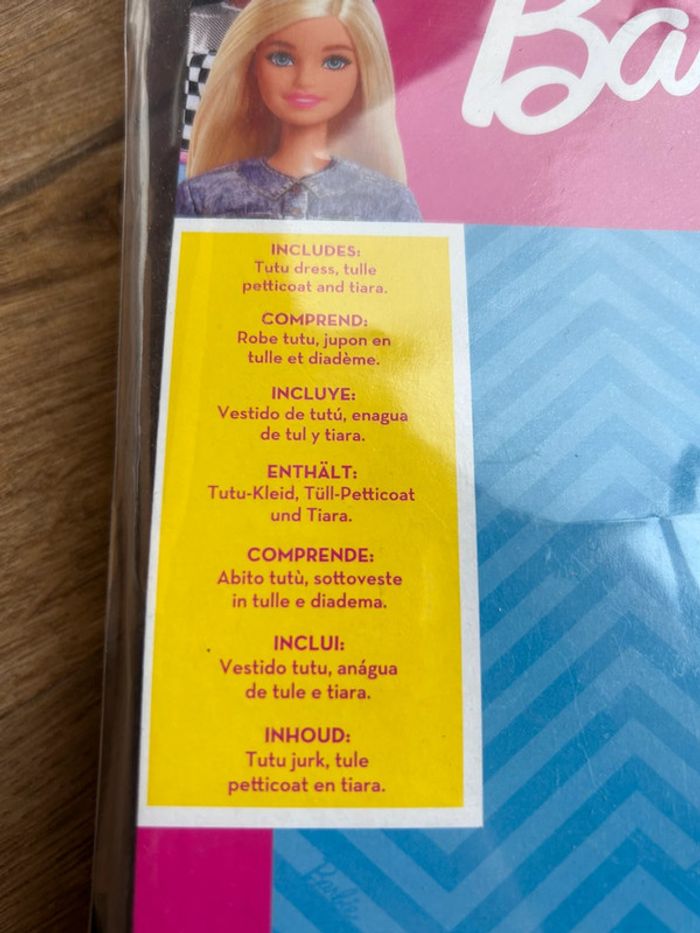 Ba
INCLUDES:
Tutu dress, tulle
petticoat and tiara.
COMPREND:
Robe tutu, jupon en
tulle et diadème.
INCLUYE:
Vestido de tutú, enagua
de tul y tiara.
ENTHÄLT:
Tutu-Kleid, Tüll-Petticoat
und Tiara.
COMPRENDE:
Abito tutù, sottoveste
in tulle e diadema.
INCLUI:
Vestido tutu, anágua
de tule e tiara.
INHOUD:
Tutu jurk, tule
petticoat en tiara.
Barbie